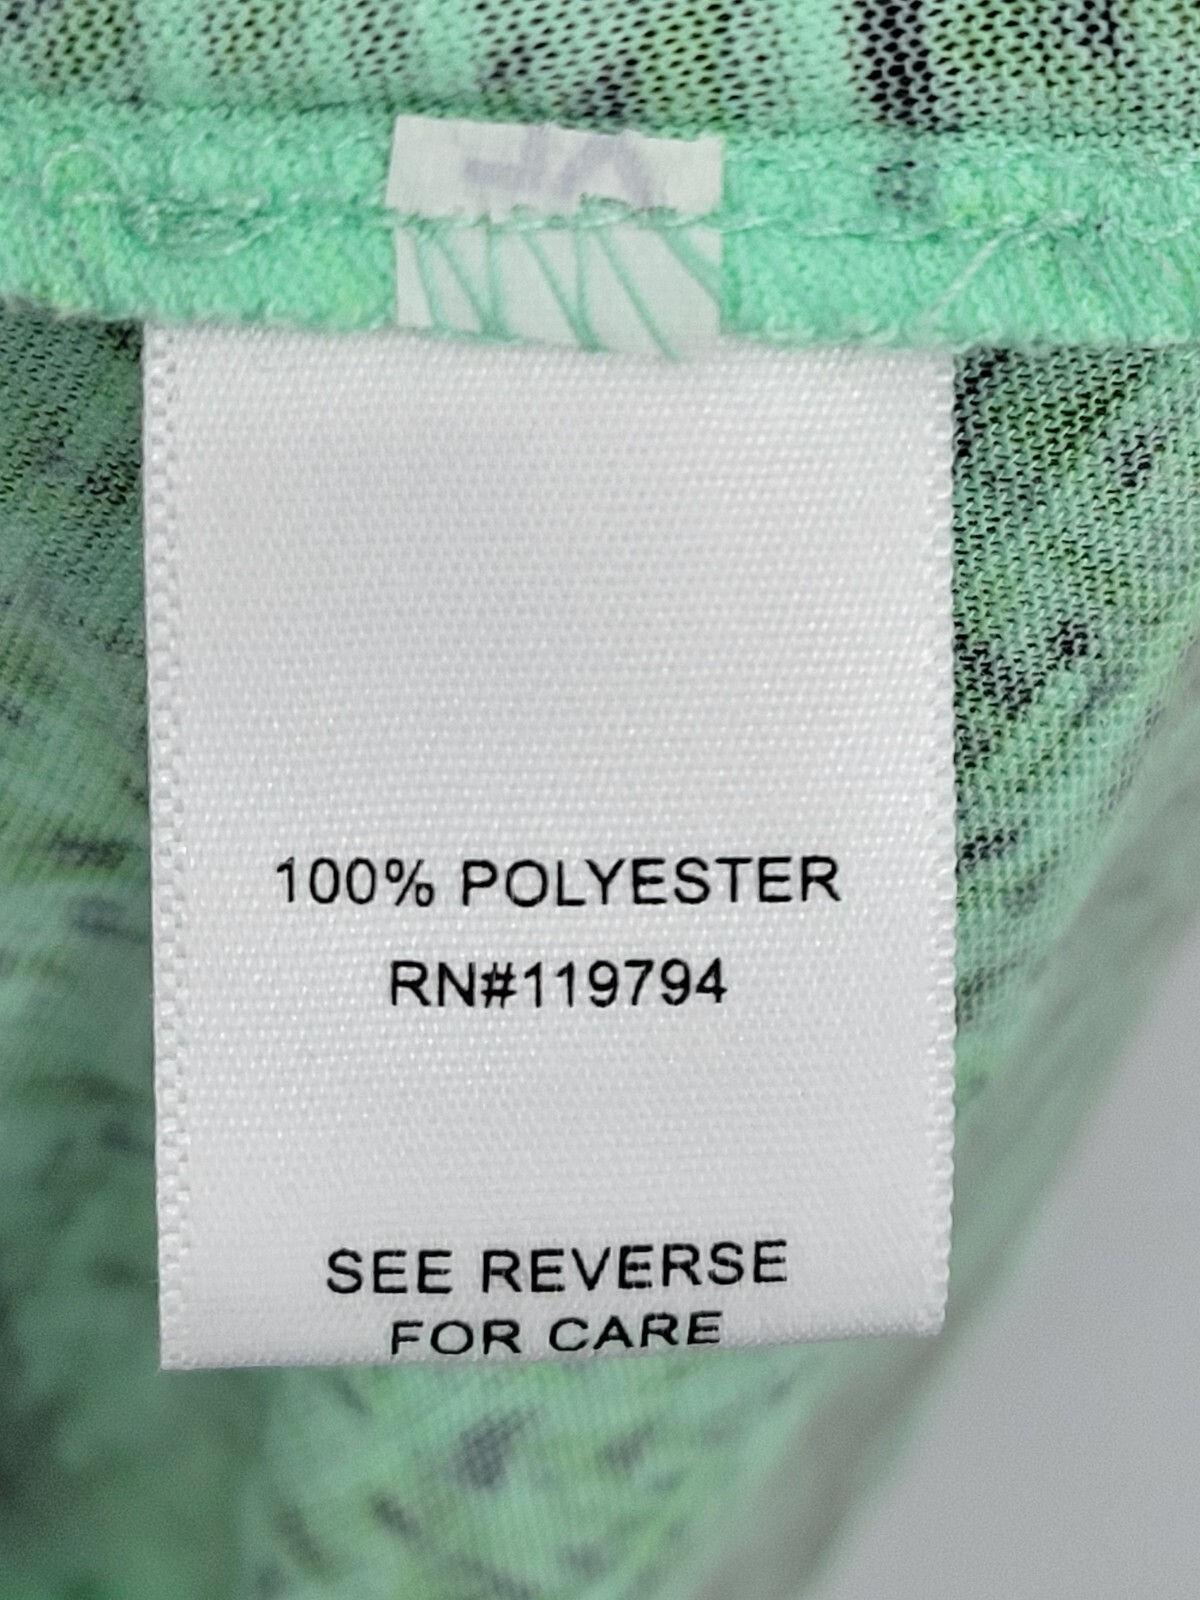 100% POLYESTER
RN#119794
SEE REVERSE
FOR CARE